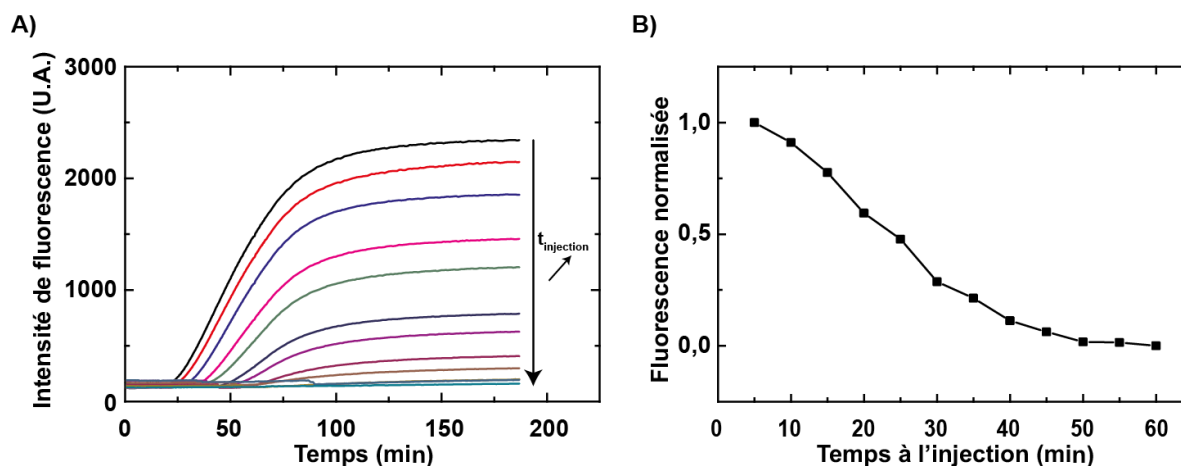 A)
Intensité de fluorescence (U.A.)
3000
2000
1000
0
0 50 100 150 200
Temps (min)
t injection
B)
Fluorescence normalisée
1,0
0,5
0,0
0 10 20 30 40 50 60
Temps à l'injection (min)